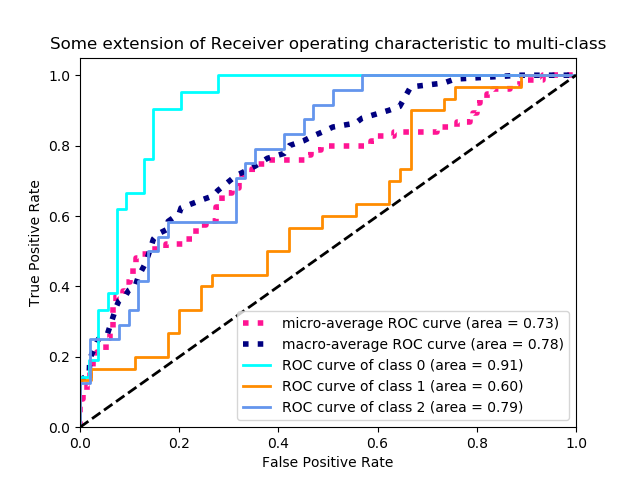 Some extension of Receiver operating characteristic to multi-class
1.0
0.8
0.6
0.4
0.2
0.0
True Positive Rate
micro-average ROC curve (area = 0.73)
macro-average ROC curve (area = 0.78)
ROC curve of class 0 (area = 0.91)
ROC curve of class 1 (area = 0.60)
ROC curve of class 2 (area = 0.79)
0.0 0.2 0.4 0.6 0.8 1.0
False Positive Rate